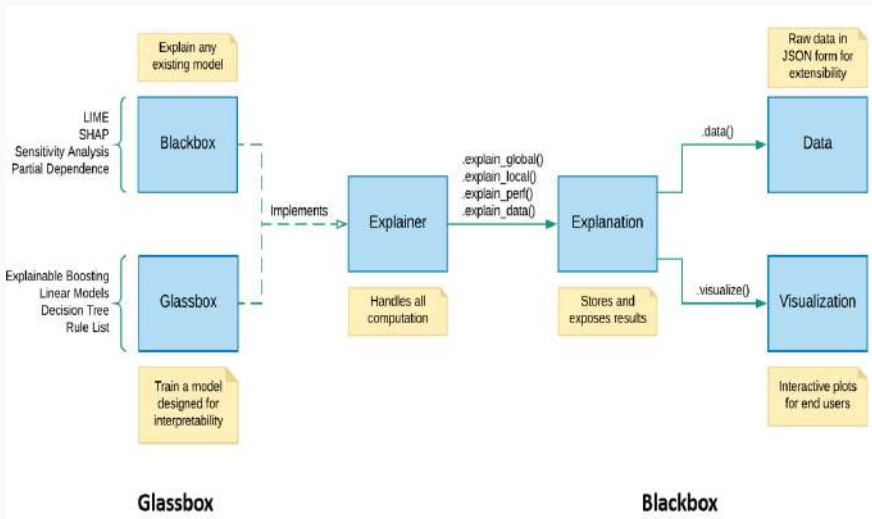 Explain any
existing model
Raw data in
JSON form for
extensibility
LIME
SHAP
Sensitivity Analysis
Partial Dependence
Blackbox
.data()
Data
.explain_global()
.explain_local()
.explain_perf()
.explain_data()
Implements
Explainer
Explanation
Explainable Boosting
Linear Models
Decision Tree
Rule List
Glassbox
Handles all
computation
Stores and
exposes results
.visualize()
Visualization
Train a model
designed for
interpretability
Interactive plots
for end users
Glassbox
Blackbox